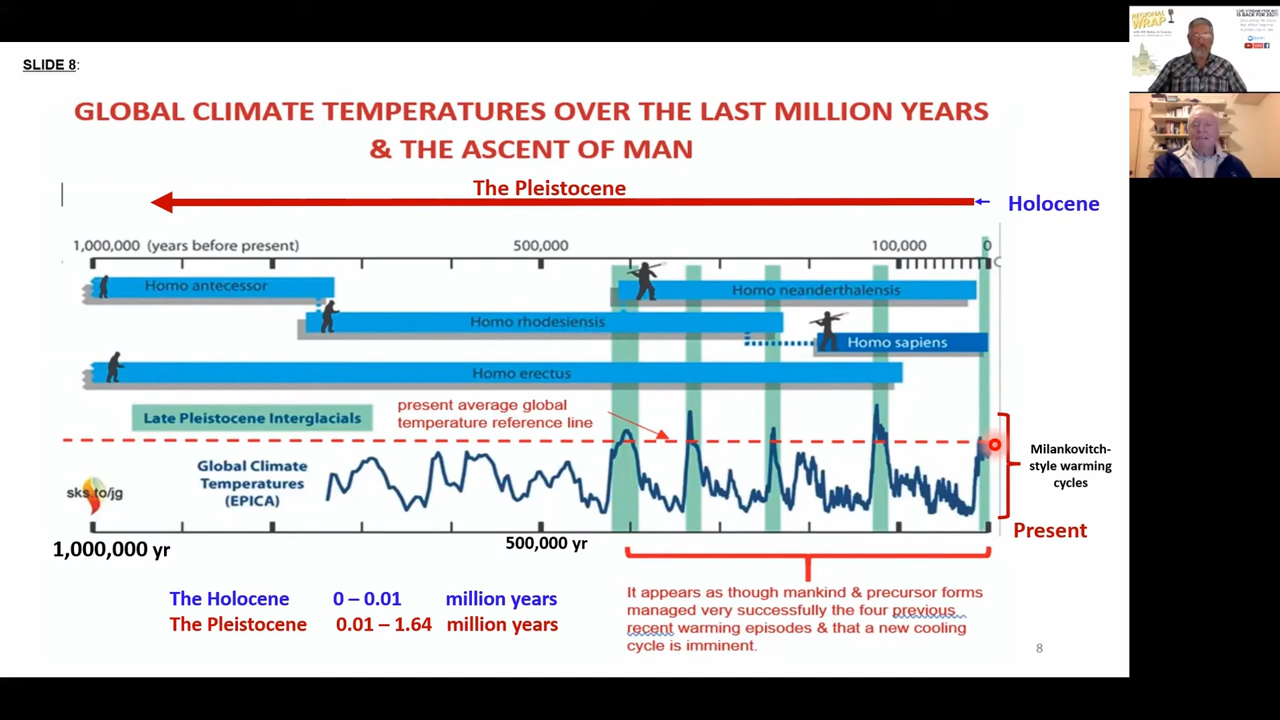 SLIDE 8:
GLOBAL CLIMATE TEMPERATURES OVER THE LAST MILLION YEARS
& THE ASCENT OF MAN
The Pleistocene
Holocene
1,000,000 (years before present)
500,000
100,000
0
Homo antecessor
Homo neanderthalensis
Homo rhodesiensis
Homo sapiens
Homo erectus
Late Pleistocene Interglacials
present average global
temperature reference line
Global Climate
Temperatures
(EPICA)
sks.to/jg
Milankovitch-
style warming
cycles
Present
1,000,000 yr
500,000 yr
The Holocene 0 – 0.01 million years
The Pleistocene 0.01 – 1.64 million years
It appears as though mankind & precursor forms
managed very successfully the four previous
recent warming episodes & that a new cooling
cycle is imminent.
8
REGIONAL
WRAP
LIVE STREAM PODCAST